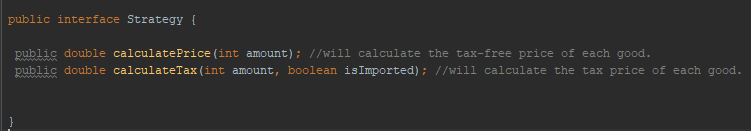 public interface Strategy {
public double calculatePrice(int amount); //will calculate the tax-free price of each good.
public double calculateTax(int amount, boolean isImported); //will calculate the tax price of each good.
}